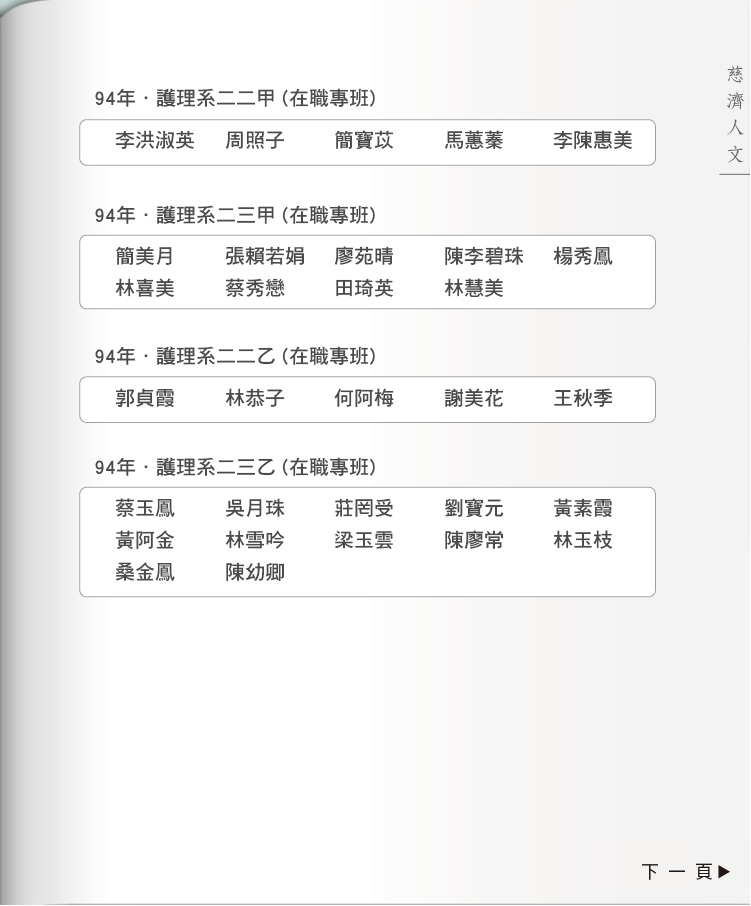 慈濟人文
94年‧護理系二二甲(在職專班)
李洪淑英 周照子 簡寶苡 馬蕙蓁 李陳惠美
94年‧護理系二三甲(在職專班)
簡美月 張賴若娟 廖苑晴 陳李碧珠 楊秀鳳
林喜美 蔡秀戀 田琦英 林慧美
94年‧護理系二二乙(在職專班)
郭貞霞 林恭子 何阿梅 謝美花 王秋季
94年‧護理系二三乙(在職專班)
蔡玉鳳 吳月珠 莊罔受 劉寶元 黃素霞
黃阿金 林雪吟 梁玉雲 陳廖常 林玉枝
桑金鳳 陳幼卿
下一頁▶